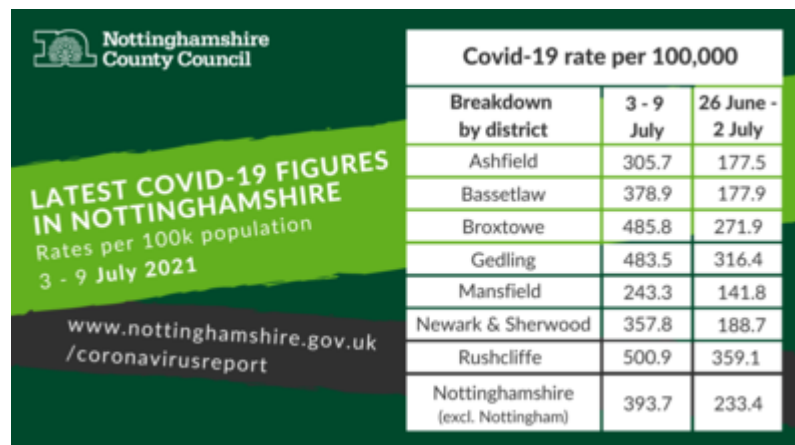 Nottinghamshire
County Council
LATEST COVID-19 FIGURES
IN NOTTINGHAMSHIRE
Rates per 100k population
3 - 9 July 2021
www.nottinghamshire.gov.uk
/coronavirusreport
Covid-19 rate per 100,000
Breakdown by district 3 - 9 July 26 June - 2 July
Ashfield 305.7 177.5
Bassetlaw 378.9 177.9
Broxtowe 485.8 271.9
Gedling 483.5 316.4
Mansfield 243.3 141.8
Newark & Sherwood 357.8 188.7
Rushcliffe 500.9 359.1
Nottinghamshire (excl. Nottingham) 393.7 233.4